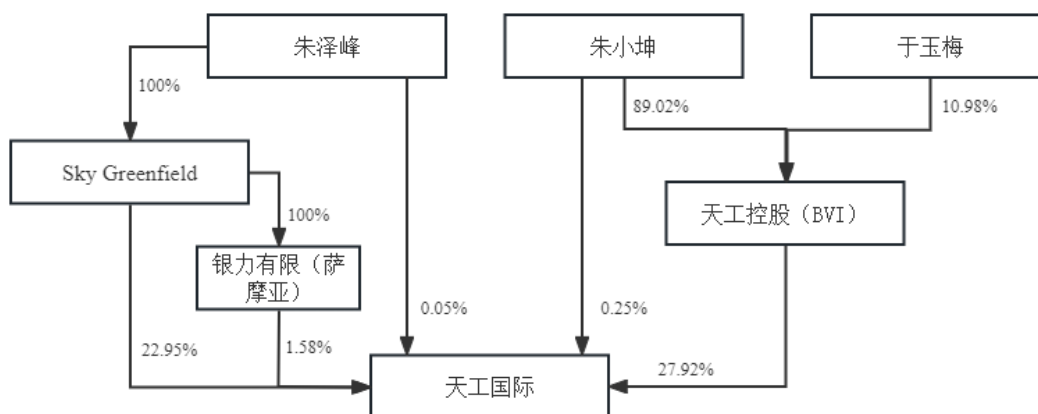 朱泽峰
朱小坤
于玉梅
100%
89.02%
10.98%
Sky Greenfield
天工控股（BVI）
100%
银力有限（萨
摩亚）
0.05%
0.25%
22.95%
1.58%
27.92%
天工国际